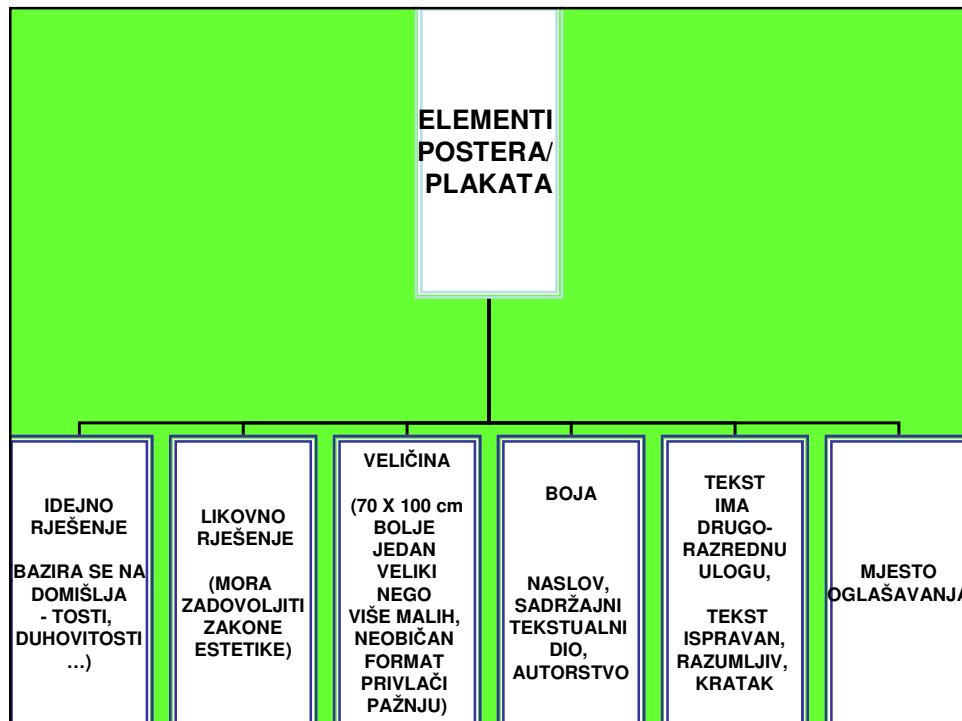 ELEMENTI
POSTERA/
PLAKATA
IDEJNO
RJEŠENJE
BAZIRA SE NA
DOMIŠLJA
- TOSTI,
DUHOVITOSTI
...)
LIKOVNO
RJEŠENJE
(MORA
ZADOVOLJITI
ZAKONE
ESTETIKE)
VELIČINA
(70 X 100 cm
BOLJE
JEDAN
VELIKI
NEGO
VIŠE MALIH,
NEOBIČAN
FORMAT
PRIVLAČI
PAŽNJU)
BOJA
NASLOV,
SADRŽAJNI
TEKSTUALNI
DIO,
AUTORSTVO
TEKST
IMA
DRUGO-
RAZREDNU
ULOGU,
TEKST
ISPRAVAN,
RAZUMLJIV,
KRATAK
MJESTO
OGLAŠAVANJA